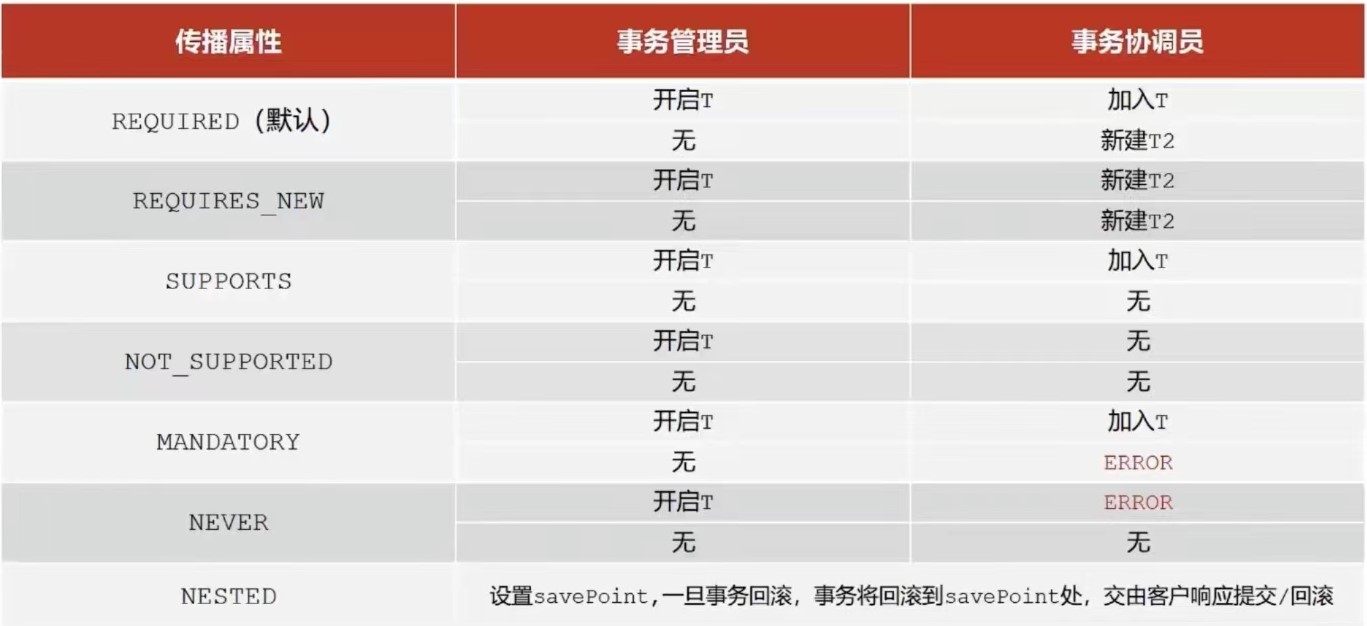 传播属性 事务管理员 事务协调员
REQUIRED（默认） 开启T 加入T
无 新建T2
REQUIRES_NEW 开启T 新建T2
无 新建T2
SUPPORTS 开启T 加入T
无 无
NOT_SUPPORTED 开启T 无
无 无
MANDATORY 开启T 加入T
无 ERROR
NEVER 开启T ERROR
无 无
NESTED 设置savePoint,一旦事务回滚，事务将回滚到savePoint处，交由客户响应提交/回滚